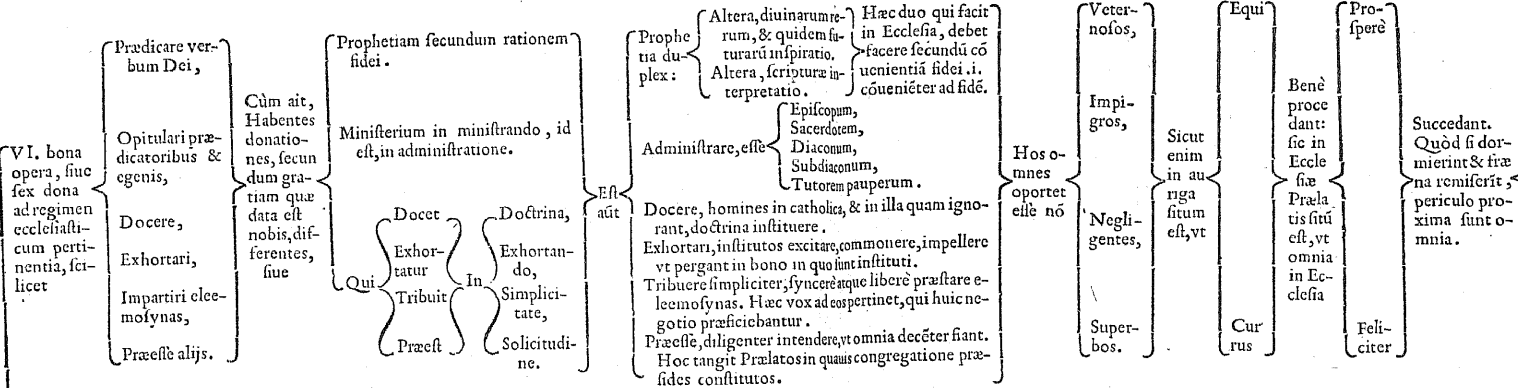 VI. bona
opera, ſiue
ſex dona
ad regimen
eccleſiaſti-
cum perti-
nentia, ſci-
licet
Prædicare ver-
bum Dei,
Opitulari præ-
dicatoribus &
egenis,
Docere,
Exhortari,
Impartiri elee-
moſynas,
Præeſſe alijs.
Cùm ait,
Habentes
donatio-
nes, ſecun
dum gra-
tiam quæ
data eſt
nobis, dif-
ferentes,
ſiue
Prophetiam ſecundum rationem
fidei.
Miniſterium in miniſtrando, id
eſt, in adminiſtratione.
Qui
Docet
Exhor-
tatur
Tribuit
Præeſt
In
Doctrina,
Exhortan-
do,
Simplici-
tate,
Solicitudi-
ne.
Eſt
aūt
Prophe
tia du-
plex:
Altera, diuinarum re-
rum, & quidem fu-
turarū inſpiratio.
Altera, ſcripturæ in-
terpretatio.
Hæc duo qui facit
in Eccleſia, debet
facere ſecundū cō
uenientiā fidei .i.
cōueniēter ad fidē.
Adminiſtrare, eſſe
Epiſcopum,
Sacerdotem,
Diaconum,
Subdiaconum,
Tutorem pauperum.
Docere, homines in catholica, & in illa quam igno-
rant, doctrina inſtituere.
Exhortari, inſtitutos excitare, commonere, impellere
vt pergant in bono in quo ſunt inſtituti.
Tribuere ſimpliciter, ſyncerè atque liberè præſtare e-
leemoſynas. Hæc vox ad eos pertinet, qui huic ne-
gotio præficiebantur.
Præeſſe, diligenter intendere, vt omnia decēter fiant.
Hoc tangit Prælatos in quauis congregatione præ-
ſides conſtitutos.
Hos o-
mnes
oportet
eſſe nō
Veter-
noſos,
Impi-
gros,
Negli-
gentes,
Super-
bos.
Sicut
enim
in au
riga
ſitum
eſt, vt
Equi
Cur
rus
Benè
proce
dant:
ſic in
Eccle
ſiæ
Præla
tis ſitū
eſt, vt
omnia
in Ec-
cleſia
Pro-
ſperè
Feli-
citer
Succedant.
Quòd ſi dor-
mierint & fræ
na remiſerīt,
periculo pro-
xima ſunt o-
mnia.